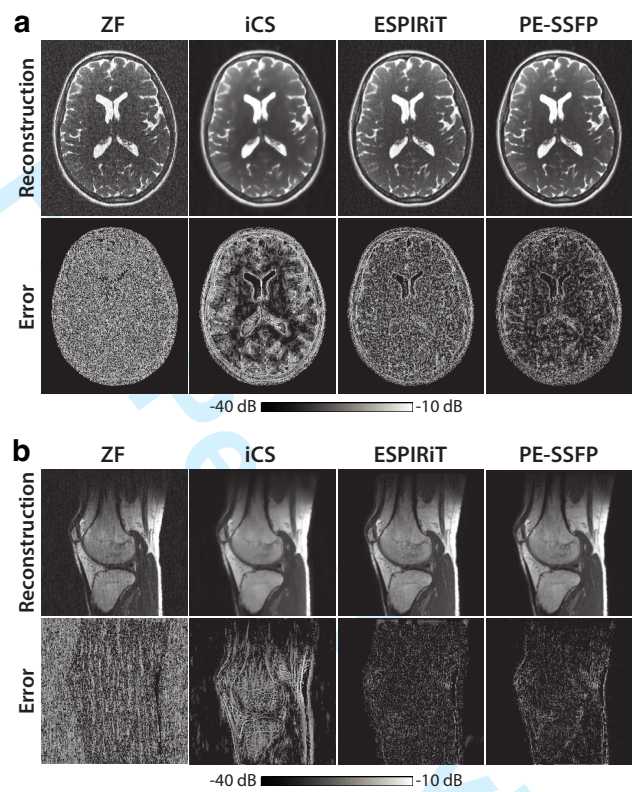 a
ZF iCS ESPIRiT PE-SSFP
Reconstruction
Error
-40 dB -10 dB
b
ZF iCS ESPIRiT PE-SSFP
Reconstruction
Error
-40 dB -10 dB